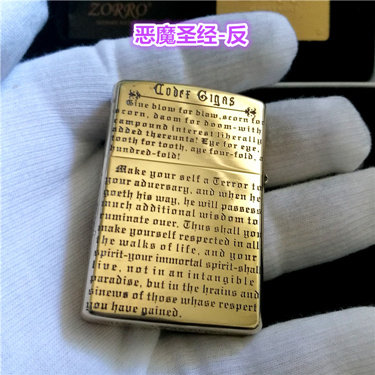 ZORRO
恶魔圣经-反
Codex Gigas
Give blow for blow, scorn for
scorn, doom for doom-with
compound interest liberally
added thereunto! Eye for eye,
tooth for tooth, aye four-fold, a
hundred-fold!
Make your self a Terror to
your adversary, and when he
goeth his way, he will possess
much additional wisdom to
ruminate over. Thus shall you
make yourself respected in all
the walks of life, and your
spirit-your immortal spirit-shall
live, not in an intangible
paradise, but in the brains and
sinews of those whose respect
you have gained.